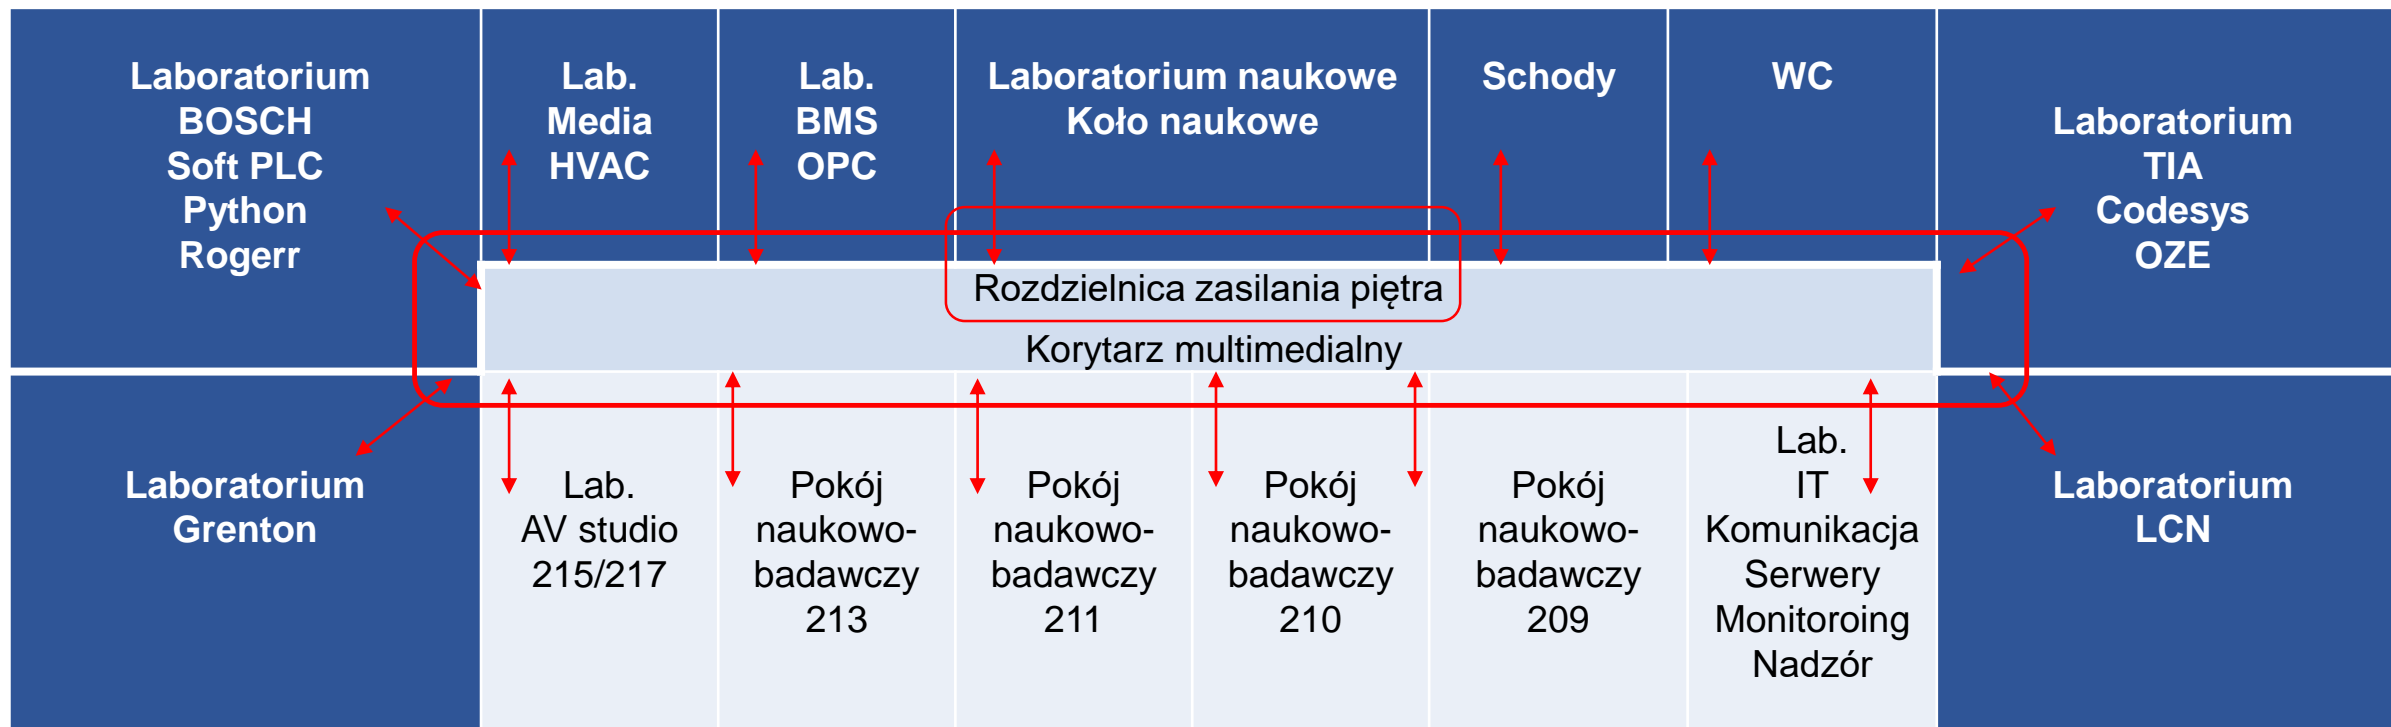 Laboratorium
BOSCH
Soft PLC
Python
Rogerr
Lab.
Media
HVAC
Lab.
BMS
OPC
Laboratorium naukowe
Koło naukowe
Schody
WC
Laboratorium
TIA
Codesys
OZE
Rozdzielnica zasilania piętra
Korytarz multimedialny
Laboratorium
Grenton
Lab.
AV studio
215/217
Pokój
naukowo-
badawczy
213
Pokój
naukowo-
badawczy
211
Pokój
naukowo-
badawczy
210
Pokój
naukowo-
badawczy
209
Lab.
IT
Komunikacja
Serwery
Monitoroing
Nadzór
Laboratorium
LCN